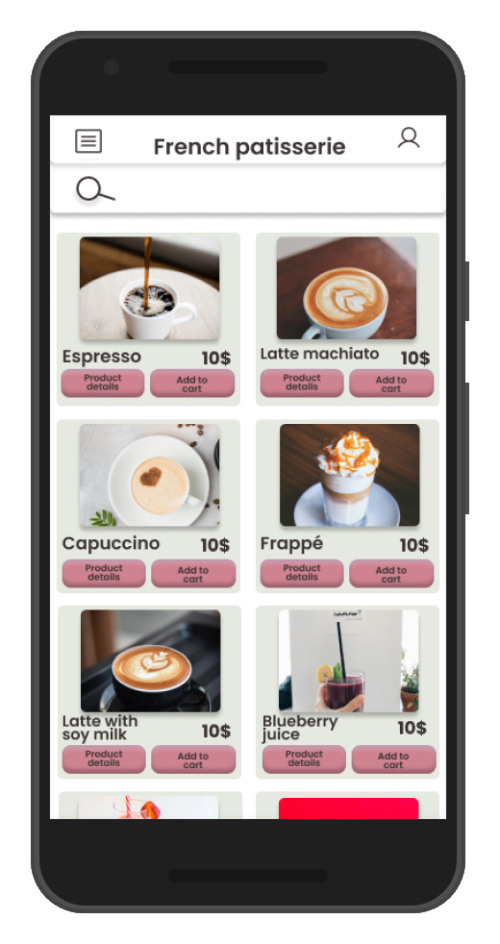 French patisserie
Espresso 10$
Latte machiato 10$
Product details
Add to cart
Product details
Add to cart
Capuccino 10$
Frappé 10$
Product details
Add to cart
Product details
Add to cart
Latte with
soy milk 10$
Blueberry
juice 10$
Product details
Add to cart
Product details
Add to cart